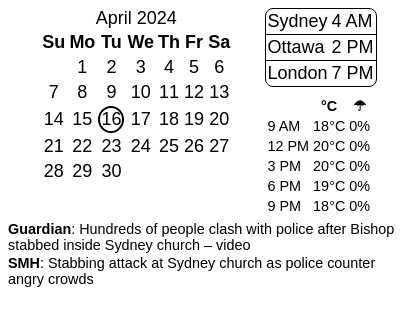 April 2024
Su Mo Tu We Th Fr Sa
1 2 3 4 5 6
7 8 9 10 11 12 13
14 15 16 17 18 19 20
21 22 23 24 25 26 27
28 29 30
Sydney 4 AM
Ottawa 2 PM
London 7 PM
°C ☂
9 AM 18°C 0%
12 PM 20°C 0%
3 PM 20°C 0%
6 PM 19°C 0%
9 PM 18°C 0%
Guardian: Hundreds of people clash with police after Bishop
stabbed inside Sydney church – video
SMH: Stabbing attack at Sydney church as police counter
angry crowds